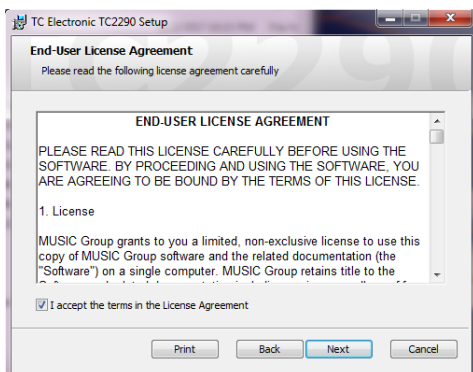 TC Electronic TC2290 Setup
End-User License Agreement
Please read the following license agreement carefully
END-USER LICENSE AGREEMENT
PLEASE READ THIS LICENSE CAREFULLY BEFORE USING THE
SOFTWARE. BY PROCEEDING AND USING THE SOFTWARE, YOU
ARE AGREEING TO BE BOUND BY THE TERMS OF THIS LICENSE.
1. License
MUSIC Group grants to you a limited, non-exclusive license to use this
copy of MUSIC Group software and the related documentation (the
"Software") on a single computer. MUSIC Group retains title to the
I accept the terms in the License Agreement
Print Back Next Cancel